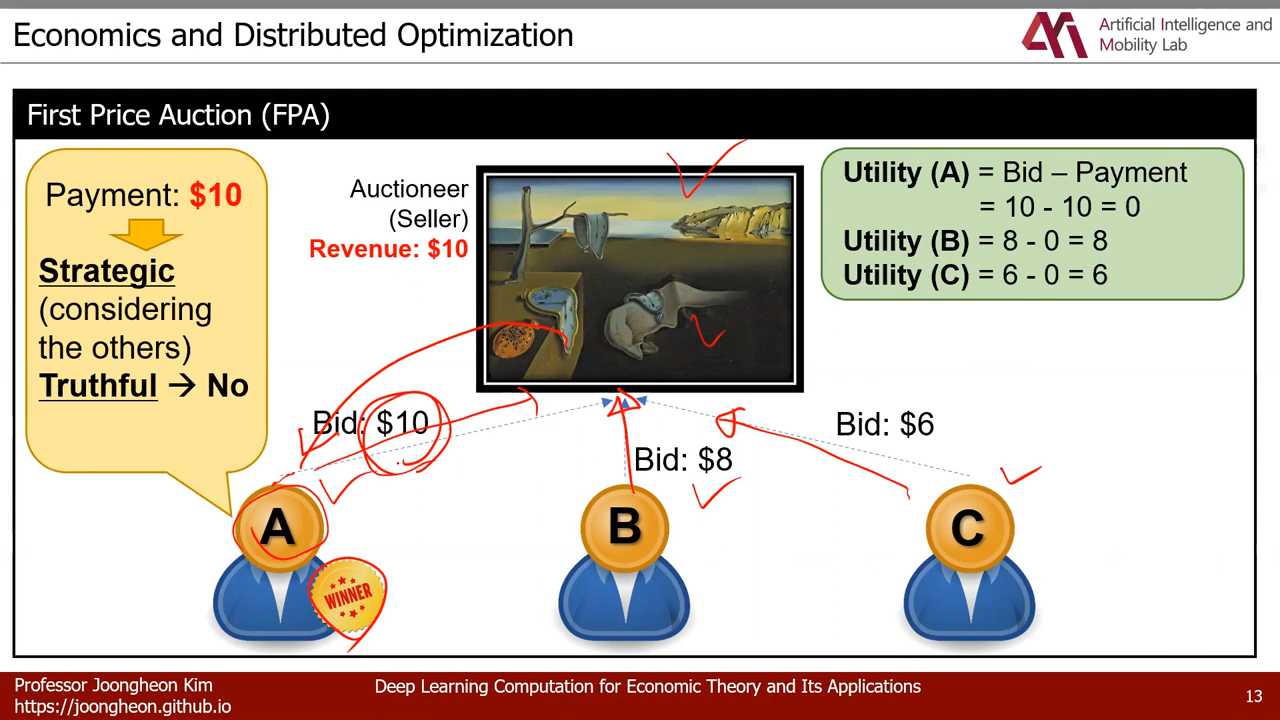 Economics and Distributed Optimization
Artificial Intelligence and
Mobility Lab
First Price Auction (FPA)
Payment: $10
Strategic
(considering
the others)
Truthful → No
Auctioneer
(Seller)
Revenue: $10
Utility (A) = Bid – Payment
= 10 - 10 = 0
Utility (B) = 8 - 0 = 8
Utility (C) = 6 - 0 = 6
Bid: $10
Bid: $8
Bid: $6
A
B
C
WINNER
Professor Joongheon Kim
https://joongheon.github.io
Deep Learning Computation for Economic Theory and Its Applications
13